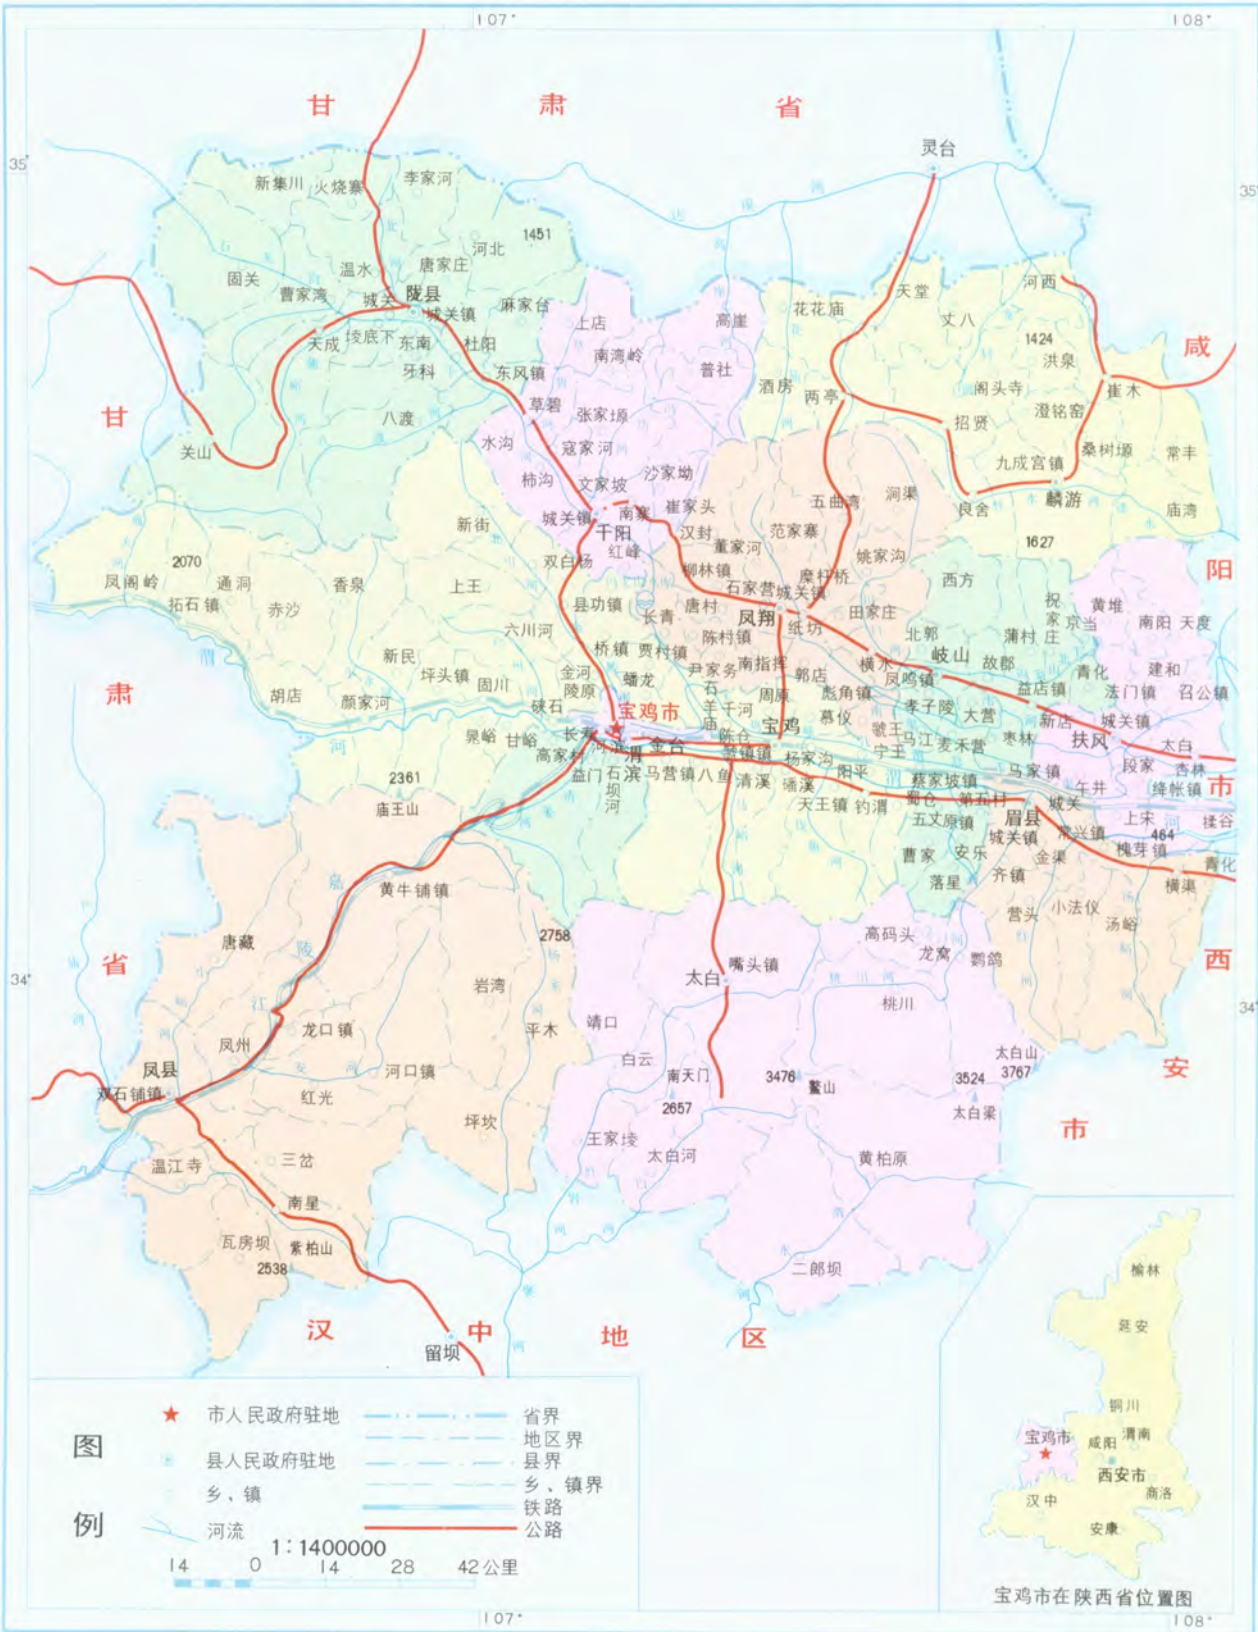 107°
108°
甘 肃 省
灵台
35°
35°
新集川
火烧寨
李家河
达
溪
河
1451
河北
固关
温水
唐家庄
曹家湾
城关
陇县
城关镇
麻家台
天成
埝底下
东南
杜阳
牙科
东风镇
八渡
关山
上店
高崖
南湾岭
普社
草碧
张家塬
水沟
寇家河
沙家坳
柿沟
文家坡
城关镇
南寨
崔家头
千阳
红峰
花花庙
天堂
河西
丈八
1424
洪泉
酒房
两亭
阁头寺
崔木
澄铭窑
招贤
九成宫镇
桑树塬
常丰
良舍
麟游
庙湾
1627
咸
阳
市
甘
肃
省
五曲湾
涧渠
汉封
范家寨
董家河
姚家沟
柳林镇
糜杆桥
石家营
城关镇
长青
唐村
凤翔
纸坊
田家庄
陈村镇
横水
尹家务
南指挥
郭店
彪角镇
新街
双白杨
2070
凤阁岭
通洞
香泉
上王
拓石镇
赤沙
县功镇
六川河
桥镇
贾村镇
新民
坪头镇
固川
金河
陵原
蟠龙
胡店
颜家河
硖石
宝鸡市
石羊庙
千河
周原
慕仪
虢王
宁王
陈仓
宝鸡
虢镇镇
晁峪
甘峪
长寿
金台
渭滨
高家村
益门
石坝河
马营镇
八鱼
清溪
磻溪
杨家沟
阳平
天王镇
钓渭
2361
渭
河
西方
祝家庄
京当
北郭
蒲村
岐山
故郡
青化
凤鸣镇
益店镇
孝子陵
大营
马江
麦禾营
枣林
蔡家坡镇
蜀仓
第五村
五丈原镇
曹家
安乐
落星
黄堆
南阳
天度
建和
法门镇
召公镇
新店
城关镇
扶风
太白
段家
杏林
午井
绛帐镇
上宋
揉谷
马家镇
城关
眉县
城关镇
常兴镇
464
槐芽镇
青化
金渠
横渠
齐镇
营头
小法仪
汤峪
庙王山
黄牛铺镇
嘉
陵
江
唐藏
2758
岩湾
34°
34°
龙口镇
平木
凤州
凤县
河口镇
双石铺镇
红光
坪坎
温江寺
三岔
南星
瓦房坝
紫柏山
2538
高码头
龙窝
鹦鸽
嘴头镇
太白
桃川
靖口
白云
南天门
2657
3476
鳌山
太白山
3524
3767
太白梁
王家堎
太白河
黄柏原
二郎坝
西
安
市
汉 中 地 区
留坝
图
例
市人民政府驻地
县人民政府驻地
乡、镇
河流
省界
地区界
县界
乡、镇界
铁路
公路
1:1400000
14 0 14 28 42公里
榆林
延安
铜川
宝鸡市
咸阳
渭南
西安市
汉中
商洛
安康
宝鸡市在陕西省位置图
107°
108°